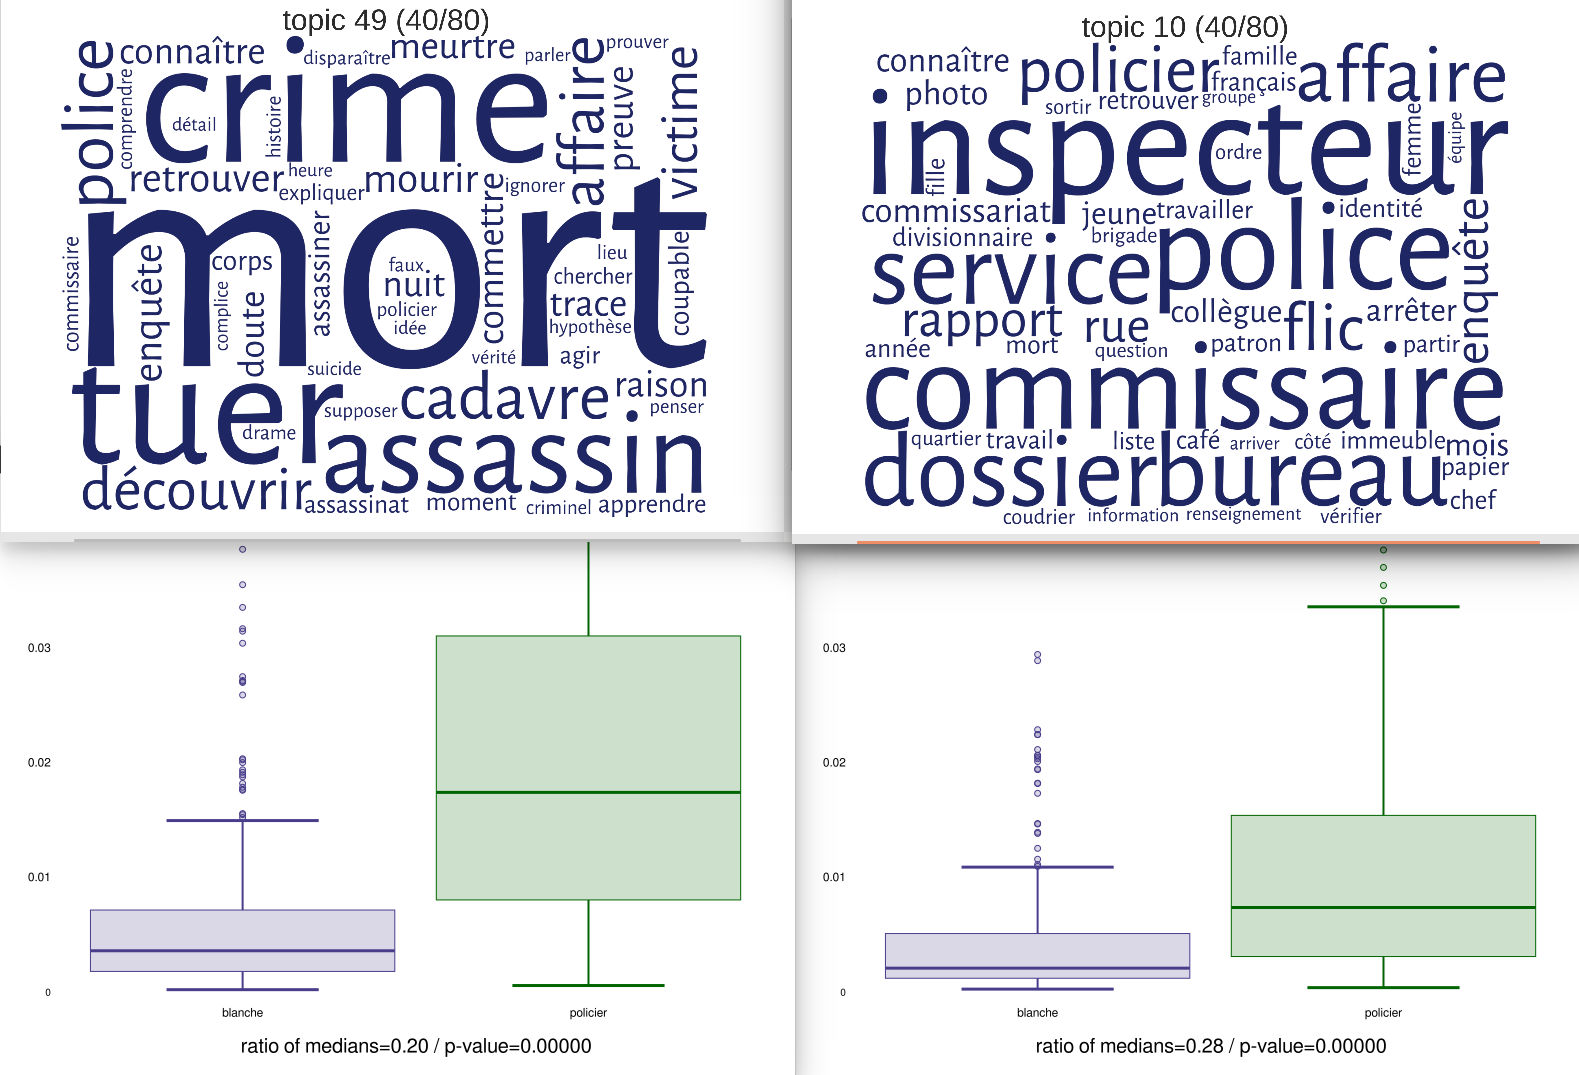 topic 49 (40/80)
police
connaître
disparaître
meurtre
parler
affaire
prouver
comprendre
crime
détail
histoire
preuve
victime
retrouver
heure
expliquer
mourir
ignorer
mort
commissaire
enquête
corps
complice
doute
assassiner
faux
nuit
policier
idée
commettre
lieu
chercher
trace
hypothèse
coupable
vérité
agir
suicide
tuer
drame
supposer
cadavre
raison
penser
assassin
découvrir
assassinat
moment
criminel
apprendre
topic 10 (40/80)
connaître
policier
famille
français
affaire
photo
sortir
retrouver
groupe
inspecteur
fille
ordre
femme
équipe
commissariat
jeune
travailler
identité
divisionnaire
brigade
service
police
enquête
rapport
rue
collègue
flic
arrêter
année
mort
question
patron
partir
commissaire
quartier
travail
liste
café
arriver
côté
immeuble
mois
dossier
bureau
papier
chef
coudrier
information
renseignement
vérifier
0.03
0.02
0.01
0
blanche
policier
ratio of medians=0.20 / p-value=0.00000
0.03
0.02
0.01
0
blanche
policier
ratio of medians=0.28 / p-value=0.00000